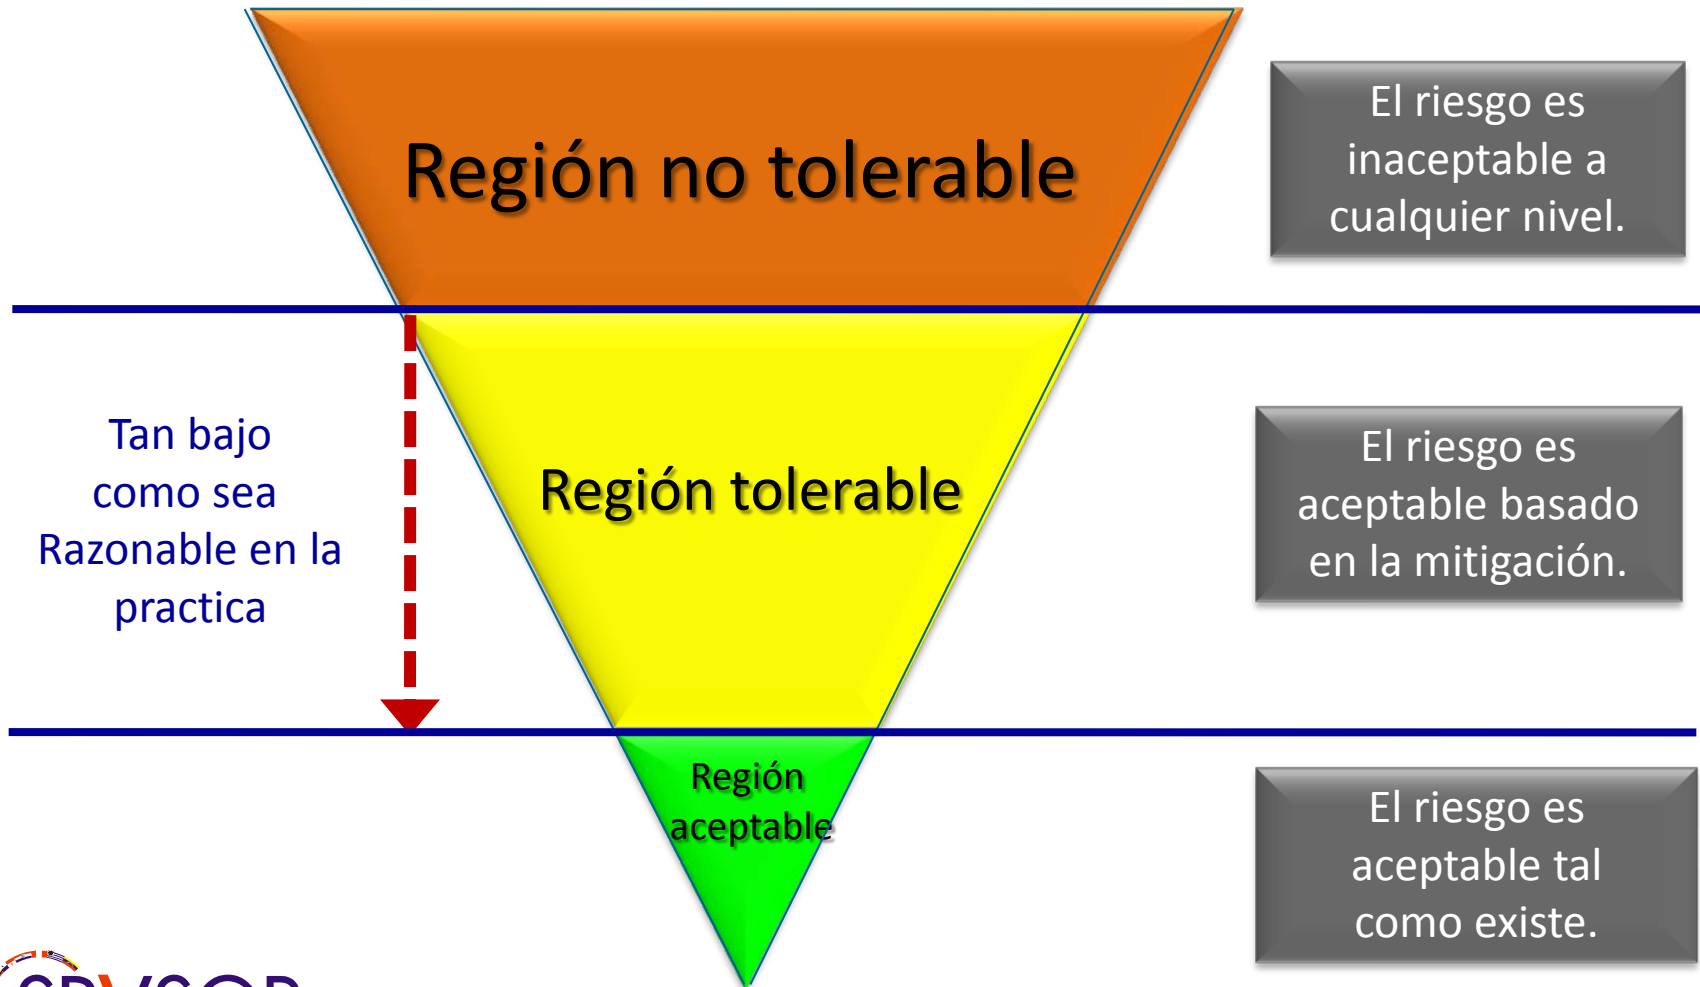 Región no tolerable
El riesgo es
inaceptable a
cualquier nivel.
Tan bajo
como sea
Razonable en la
practica
Región tolerable
El riesgo es
aceptable basado
en la mitigación.
Región
aceptable
El riesgo es
aceptable tal
como existe.
SRVSOP